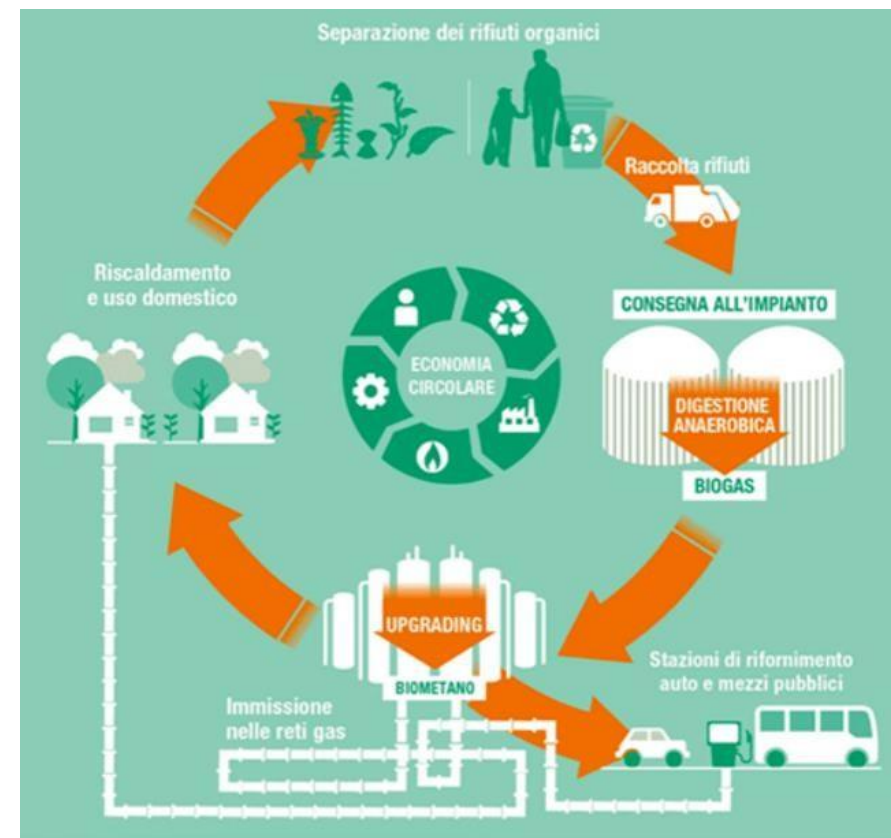 Separazione dei rifiuti organici
Raccolta rifiuti
CONSEGNA ALL'IMPIANTO
DIGESTIONE
ANAEROBICA
BIOGAS
Riscaldamento
e uso domestico
ECONOMIA
CIRCOLARE
UPGRADING
BIOMETANO
Immissione
nelle reti gas
Stazioni di rifornimento
auto e mezzi pubblici